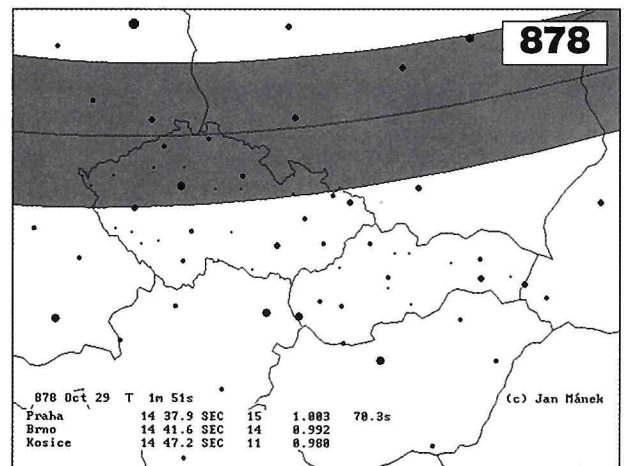 878
878 Oct 29 T 1m 51s
(c) Jan Mánek
Praha 14 37.9 SEC 15 1.003 70.3s
Brno 14 41.6 SEC 14 0.992
Kosice 14 47.2 SEC 11 0.980